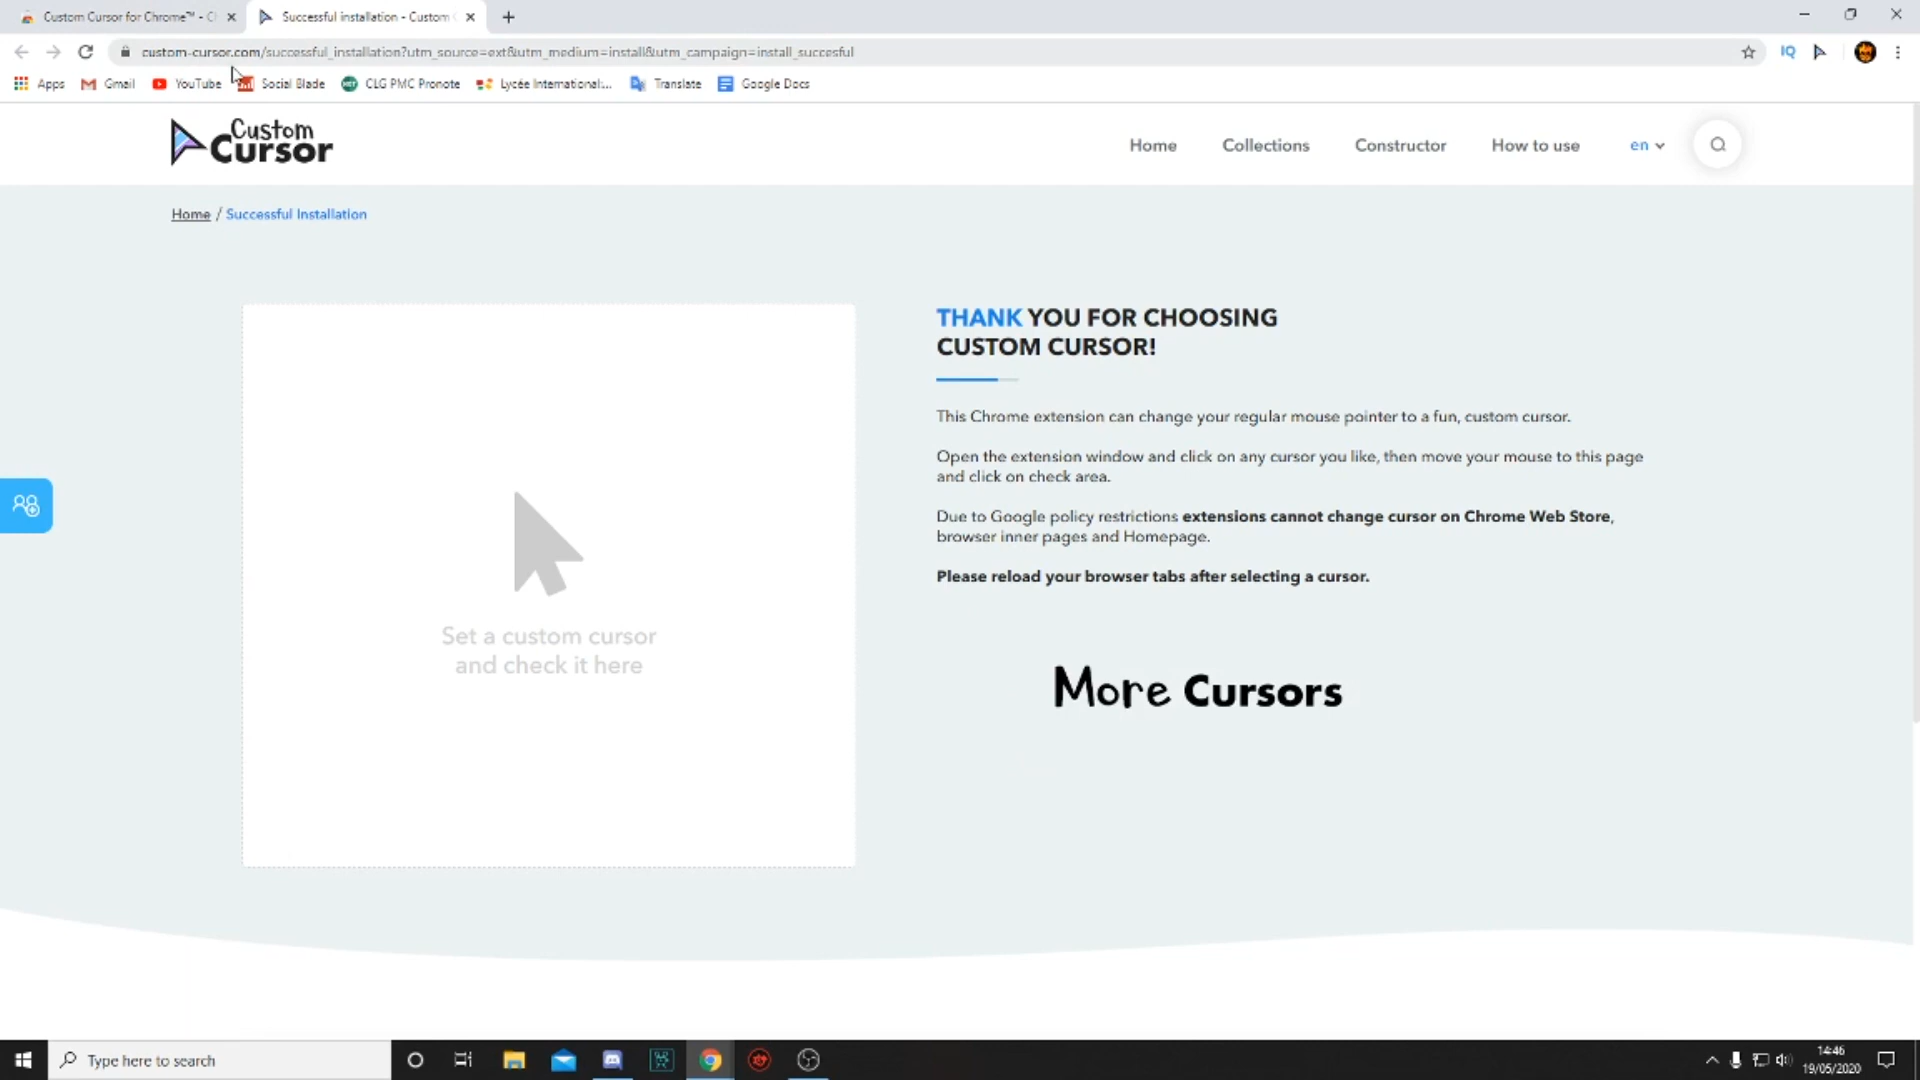 Custom Cursor for Chrome™ - C
Successful installation - Custom C
custom-cursor.com/successful_installation?utm_source=ext&utm_medium=install&utm_campaign=install_succesful
IQ
Apps
Gmail
YouTube
Social Blade
CLG PMC Pronote
Lycée International:...
Translate
Google Docs
Custom
Cursor
Home
Collections
Constructor
How to use
en
Home / Successful Installation
Set a custom cursor
and check it here
THANK YOU FOR CHOOSING
CUSTOM CURSOR!
This Chrome extension can change your regular mouse pointer to a fun, custom cursor.
Open the extension window and click on any cursor you like, then move your mouse to this page
and click on check area.
Due to Google policy restrictions extensions cannot change cursor on Chrome Web Store,
browser inner pages and Homepage.
Please reload your browser tabs after selecting a cursor.
More Cursors
Type here to search
14:46
19/05/2020